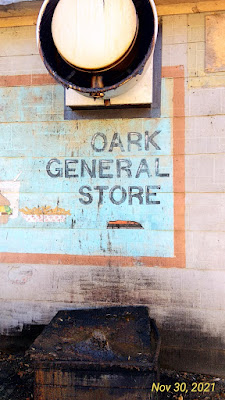 OARK
GENERAL
STORE
Nov 30, 2021